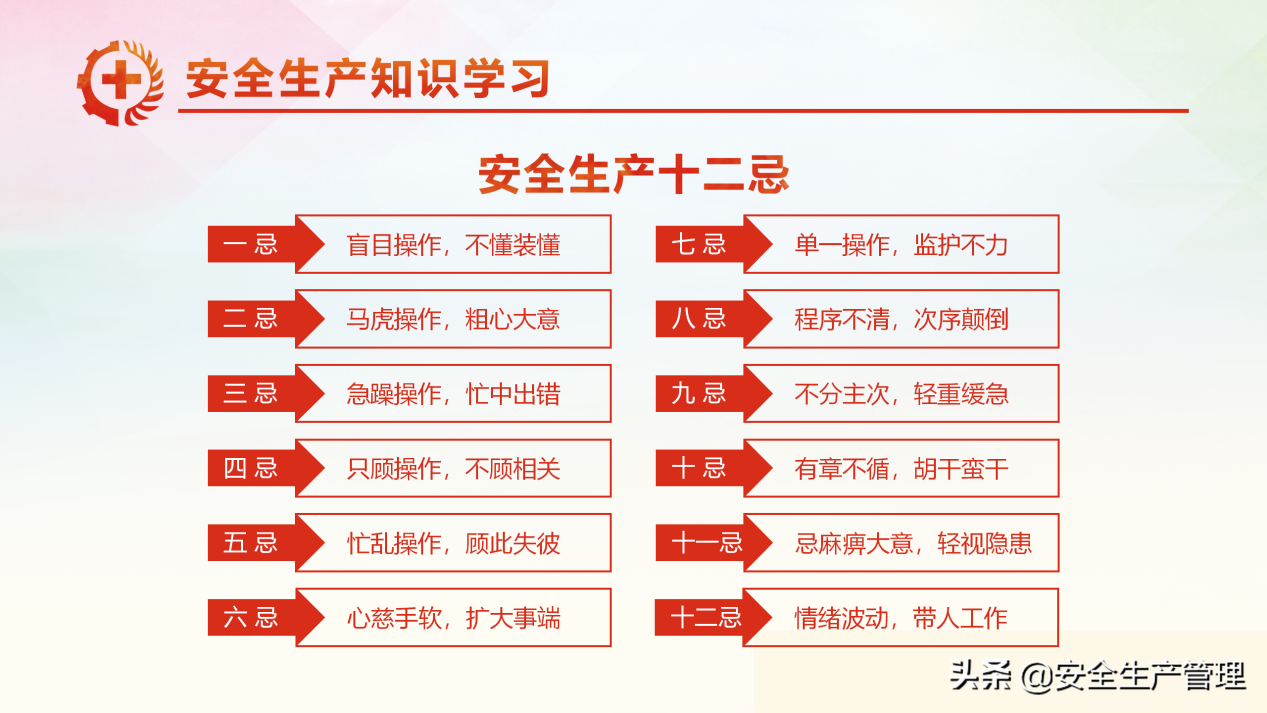 安全生产知识学习
安全生产十二忌
一忌 盲目操作，不懂装懂
二忌 马虎操作，粗心大意
三忌 急躁操作，忙中出错
四忌 只顾操作，不顾相关
五忌 忙乱操作，顾此失彼
六忌 心慈手软，扩大事端
七忌 单一操作，监护不力
八忌 程序不清，次序颠倒
九忌 不分主次，轻重缓急
十忌 有章不循，胡干蛮干
十一忌 忌麻痹大意，轻视隐患
十二忌 情绪波动，带人工作
头条 @安全生产管理